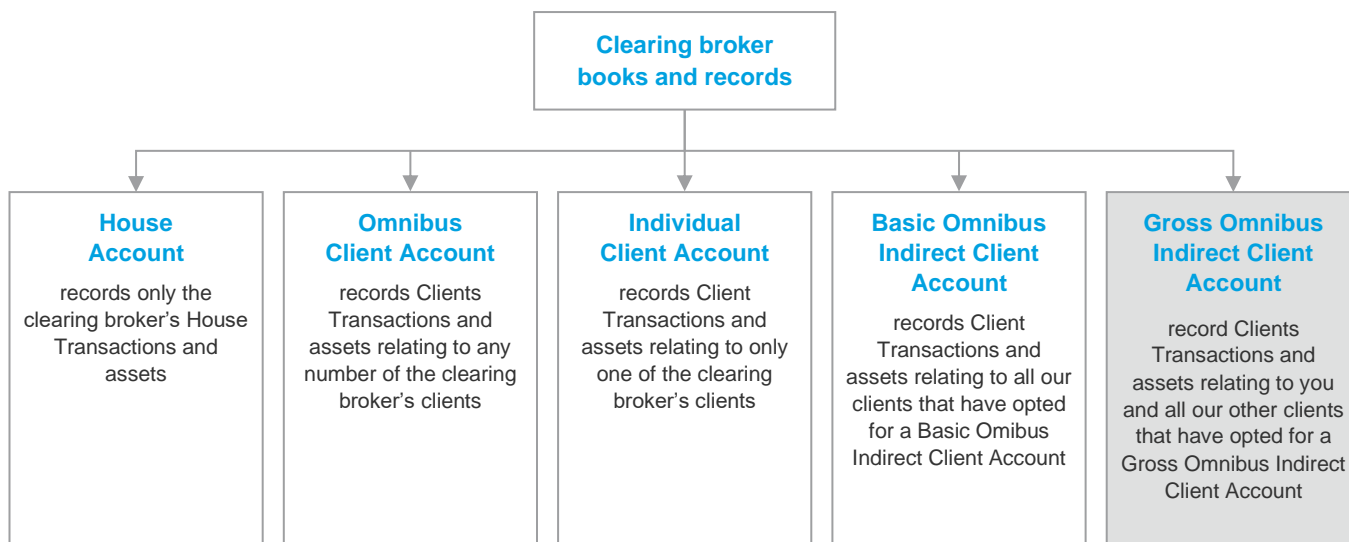 Clearing broker
books and records
House
Account
records only the
clearing broker's House
Transactions and
assets
Omnibus
Client Account
records Clients
Transactions and
assets relating to any
number of the clearing
broker's clients
Individual
Client Account
records Client
Transactions and
assets relating to only
one of the clearing
broker's clients
Basic Omnibus
Indirect Client
Account
records Client
Transactions and
assets relating to all our
clients that have opted
for a Basic Omibus
Indirect Client Account
Gross Omnibus
Indirect Client
Account
record Clients
Transactions and
assets relating to you
and all our other clients
that have opted for a
Gross Omnibus Indirect
Client Account